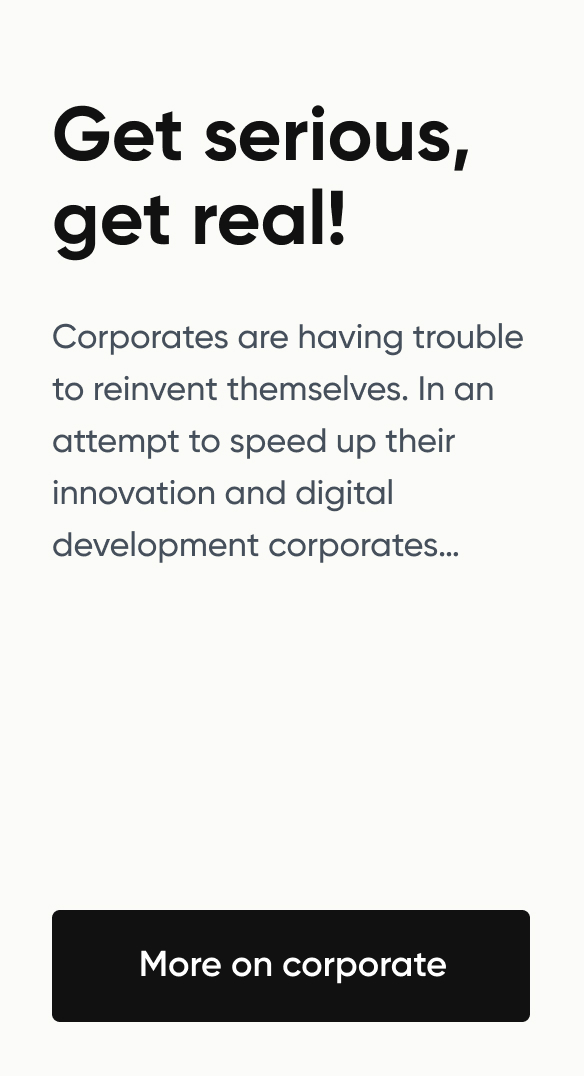 Get serious,
get real!
Corporates are having trouble
to reinvent themselves. In an
attempt to speed up their
innovation and digital
development corporates...
More on corporate